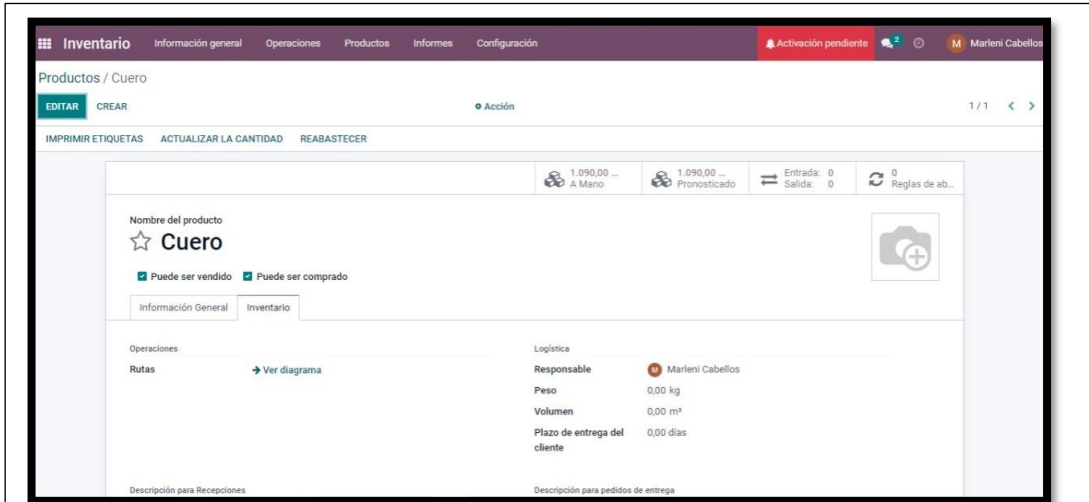 Inventario Información general Operaciones Productos Informes Configuración Activación pendiente 2 M Marleni Cabellos
Productos / Cuero
EDITAR CREAR Acción 1 / 1
IMPRIMIR ETIQUETAS ACTUALIZAR LA CANTIDAD REABASTECER
1.090,00 ... A Mano
1.090,00 ... Pronosticado
Entrada: 0
Salida: 0
0 Reglas de ab...
Nombre del producto
Cuero
Puede ser vendido Puede ser comprado
Información General Inventario
Operaciones
Rutas Ver diagrama
Logística
Responsable M Marleni Cabellos
Peso 0,00 kg
Volumen 0,00 m³
Plazo de entrega del cliente 0,00 días
Descripción para Recepciones
Descripción para pedidos de entrega